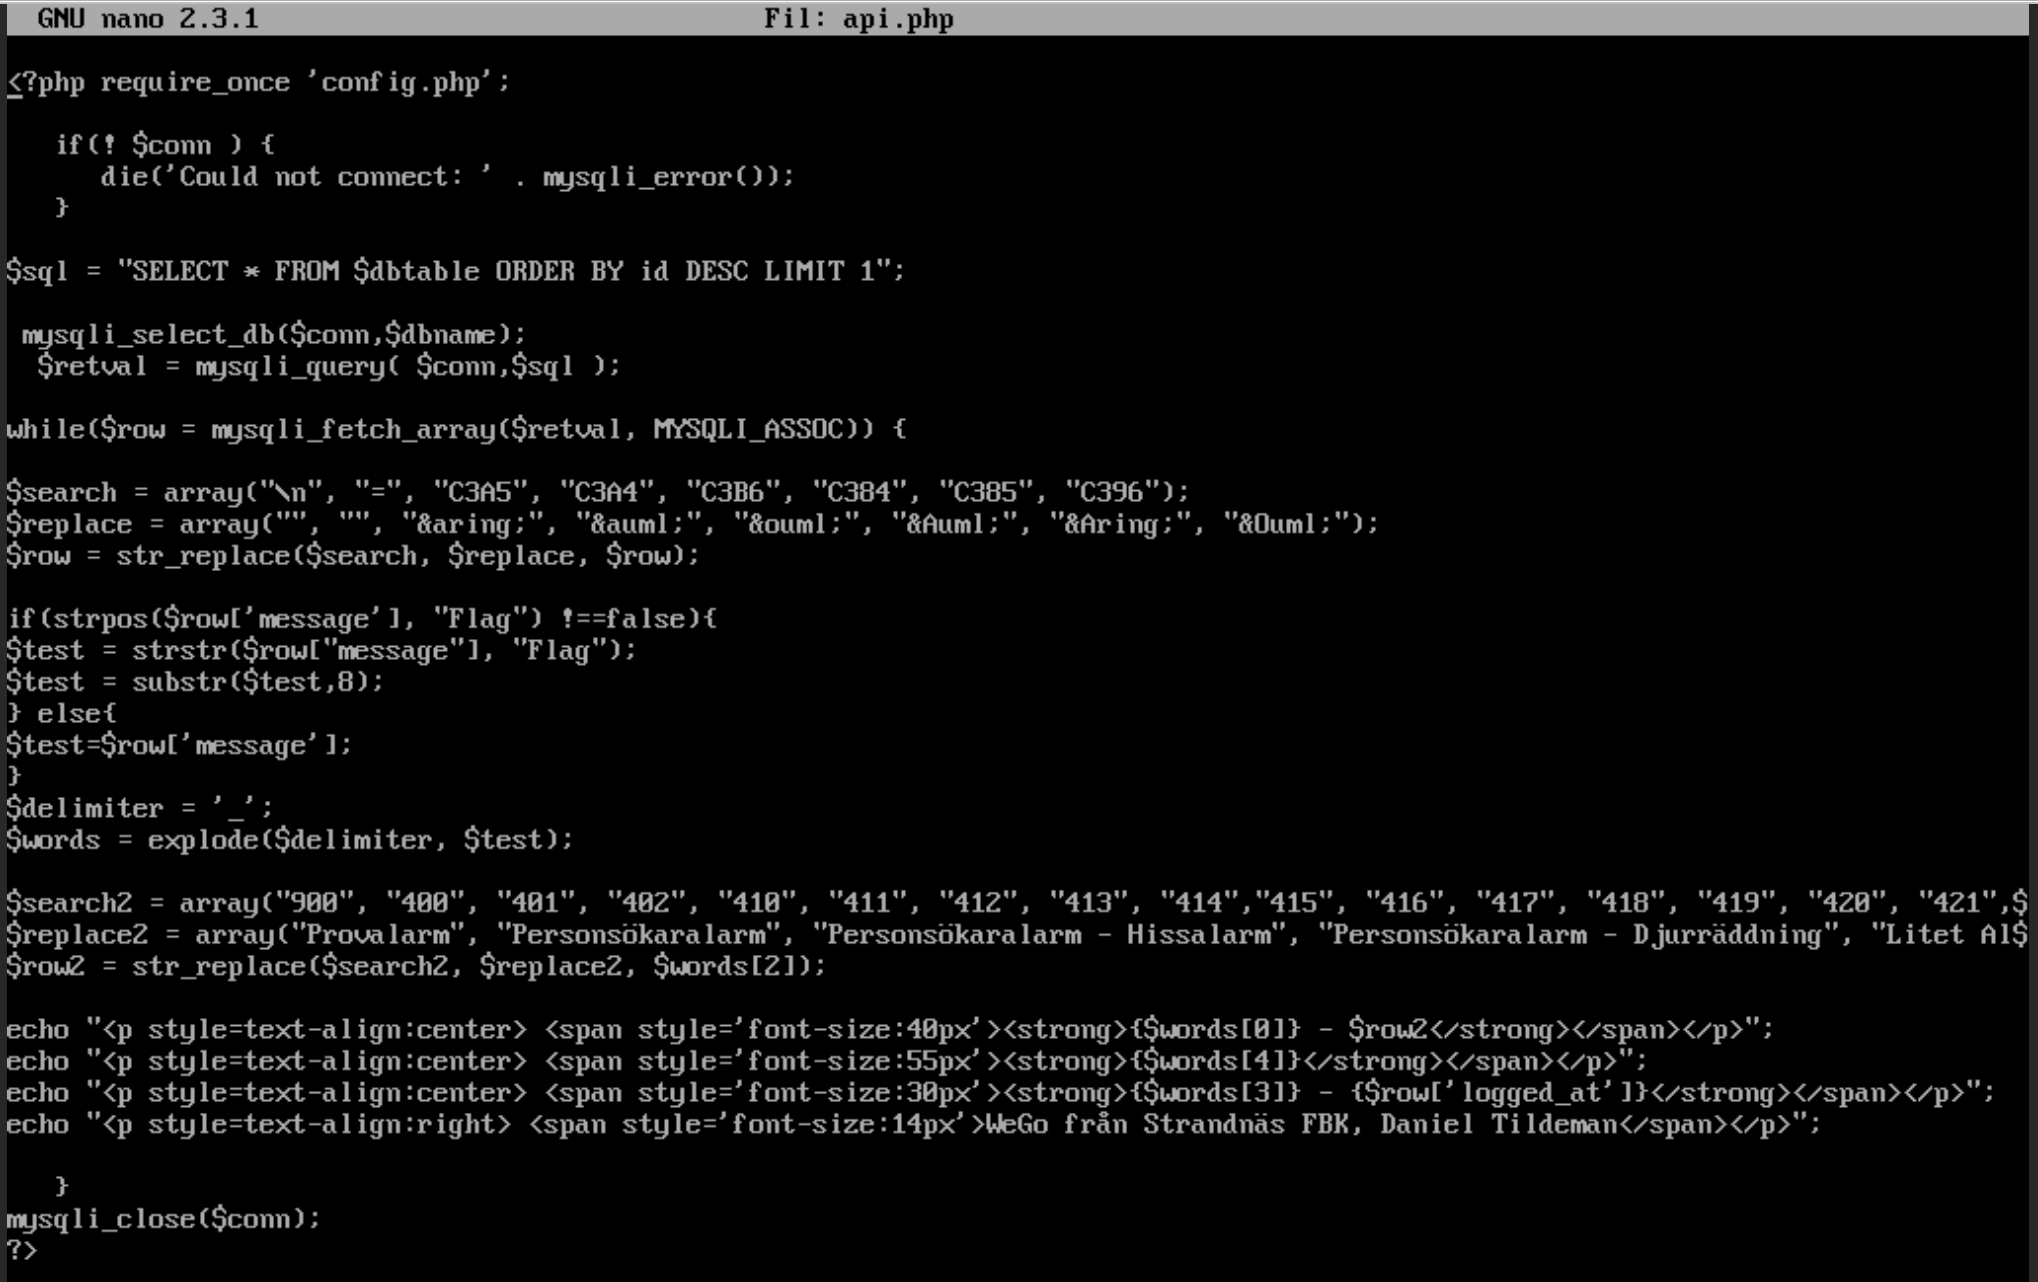 GNU nano 2.3.1 Fil: api.php
<?php require_once 'config.php';
if(! $conn ) {
die('Could not connect: ' . mysqli_error());
}
$sql = "SELECT * FROM $dbtable ORDER BY id DESC LIMIT 1";
mysqli_select_db($conn,$dbname);
$retval = mysqli_query( $conn,$sql );
while($row = mysqli_fetch_array($retval, MYSQLI_ASSOC)) {
$search = array("\n", "=", "C3A5", "C3A4", "C3B6", "C384", "C385", "C396");
$replace = array("", "", "&aring;", "&auml;", "&ouml;", "&Auml;", "&Aring;", "&Ouml;");
$row = str_replace($search, $replace, $row);
if(strpos($row['message'], "Flag") !==false){
$test = strstr($row["message"], "Flag");
$test = substr($test,8);
} else{
$test=$row['message'];
}
$delimiter = '_';
$words = explode($delimiter, $test);
$search2 = array("900", "400", "401", "402", "410", "411", "412", "413", "414","415", "416", "417", "418", "419", "420", "421",$
$replace2 = array("Provalarm", "Personsökaralarm", "Personsökaralarm - Hissalarm", "Personsökaralarm - Djurräddning", "Litet Al$
$row2 = str_replace($search2, $replace2, $words[2]);
echo "<p style=text-align:center> <span style='font-size:40px'><strong>{$words[0]} - $row2</strong></span></p>";
echo "<p style=text-align:center> <span style='font-size:55px'><strong>{$words[4]}</strong></span></p>";
echo "<p style=text-align:center> <span style='font-size:30px'><strong>{$words[3]} - {$row['logged_at']}</strong></span></p>";
echo "<p style=text-align:right> <span style='font-size:14px'>WeGo från Strandnäs FBK, Daniel Tildeman</span></p>";
}
mysqli_close($conn);
?>